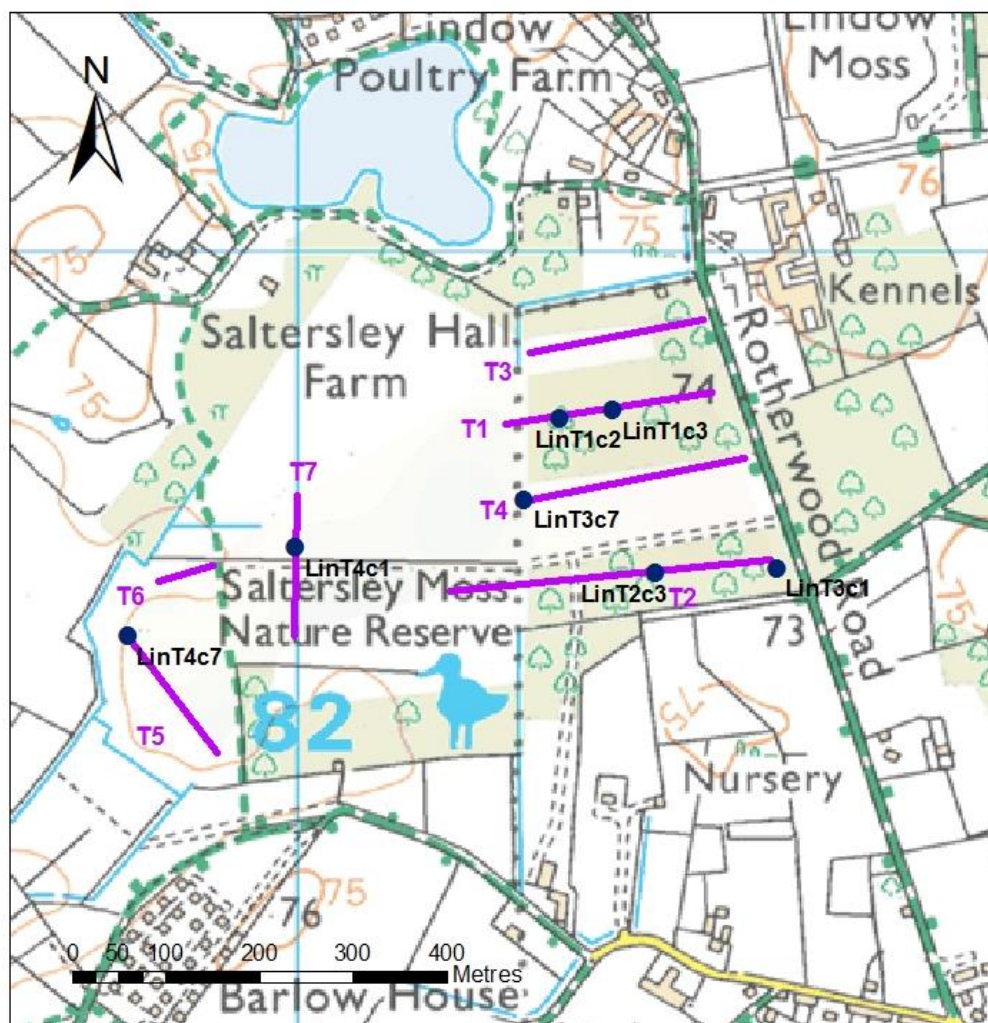 Lindow
Poultry Farm
Lindow
Moss
N
75
76
75
75
Kennels
Saltersley Hall
Farm
T3
75
74
Rotherwood Road
T1
LinT1c2
LinT1c3
T7
T4
LinT3c7
LinT4c1
T6
Saltersley Moss
Nature Reserve
LinT2c3
T2
LinT3c1
LinT4c7
73
75
T5
82
75
Nursery
76
75
0 50 100 200 300 400
Metres
Barlow House